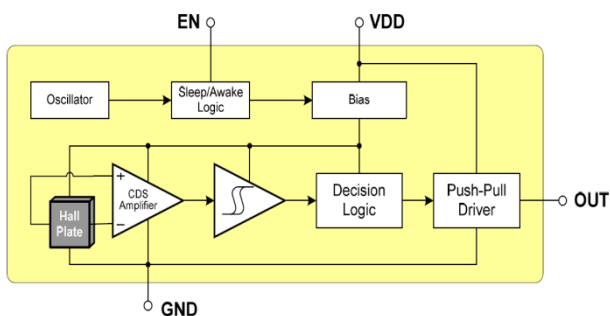 EN
VDD
Oscillator
Sleep/Awake
Logic
Bias
+
CDS
Amplifier
−
Hall
Plate
Decision
Logic
Push-Pull
Driver
OUT
GND